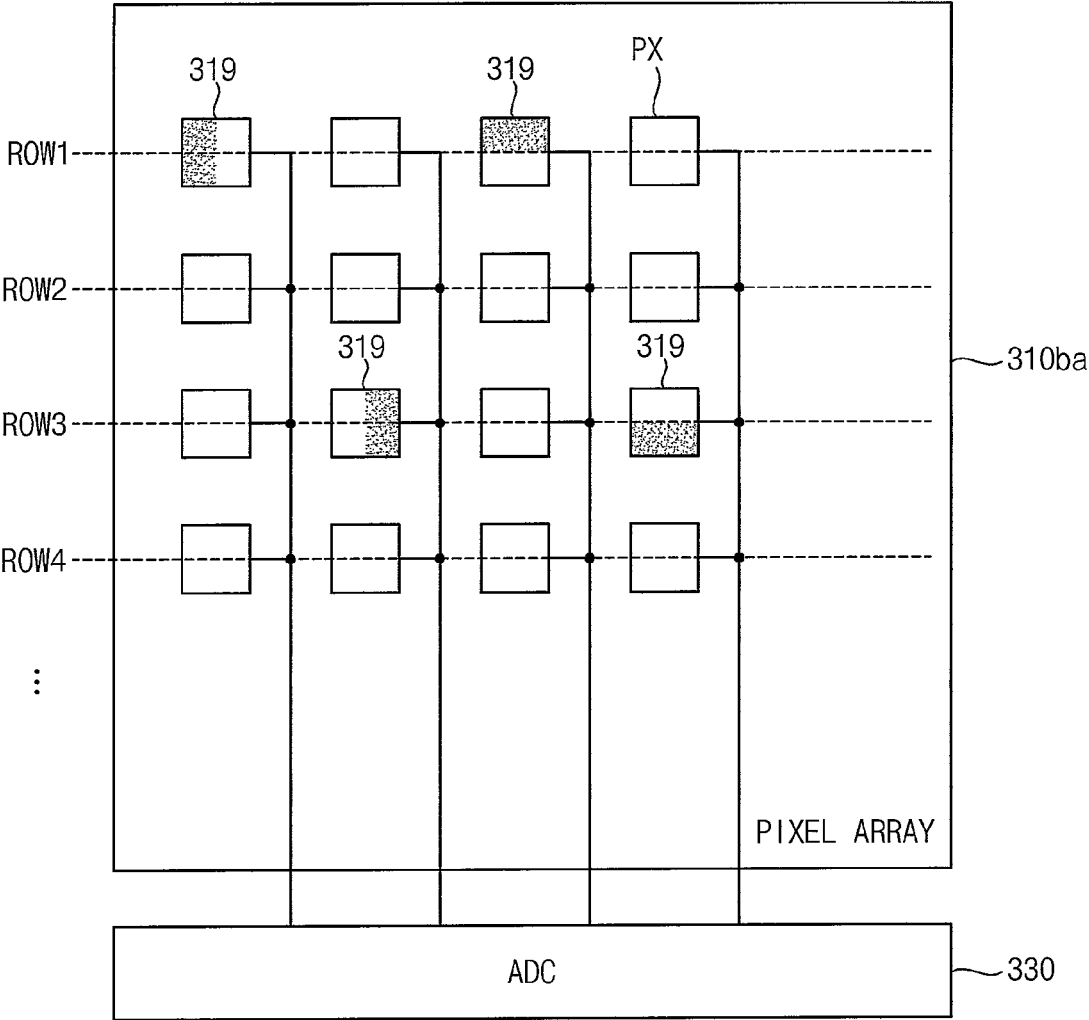 PX
319
319
ROW1
ROW2
319
319
310ba
ROW3
ROW4
⋮
PIXEL ARRAY
ADC
330